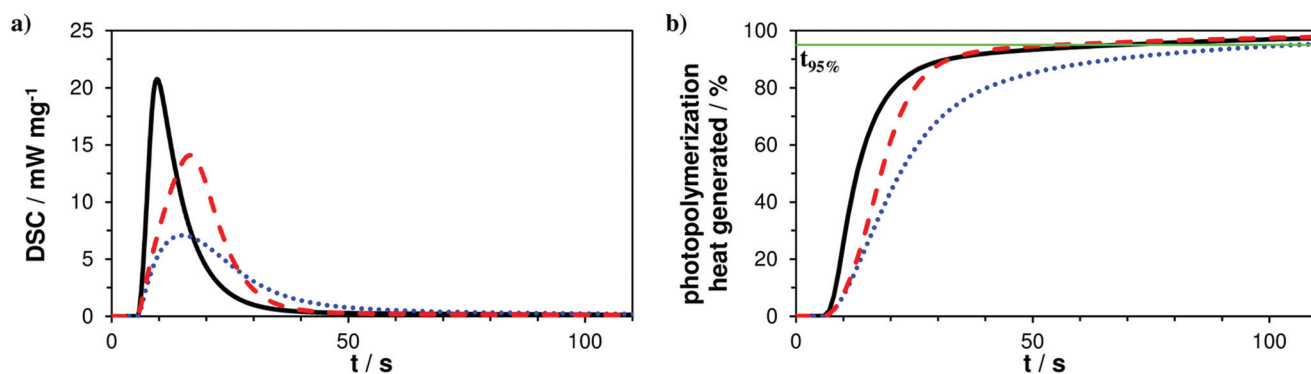 a)
25
20
15
10
5
0
DSC / mW mg⁻¹
0 50 100
t / s
b)
100
80
60
40
20
0
photopolymerization
heat generated / %
t95%
0 50 100
t / s